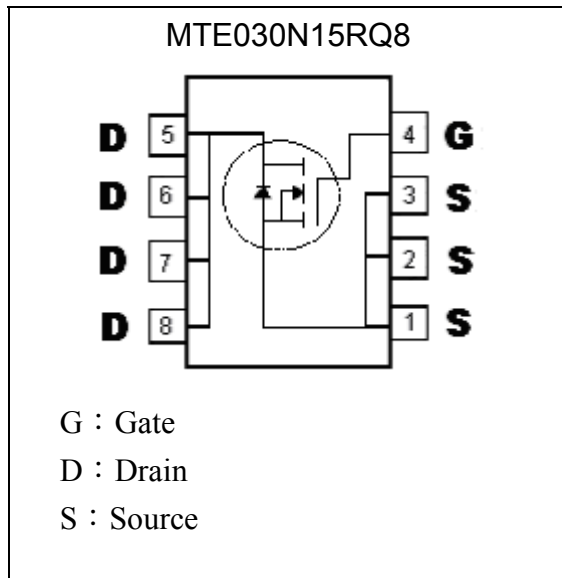 MTE030N15RQ8
D 5 4 G
D 6 3 S
D 7 2 S
D 8 1 S
G：Gate
D：Drain
S：Source